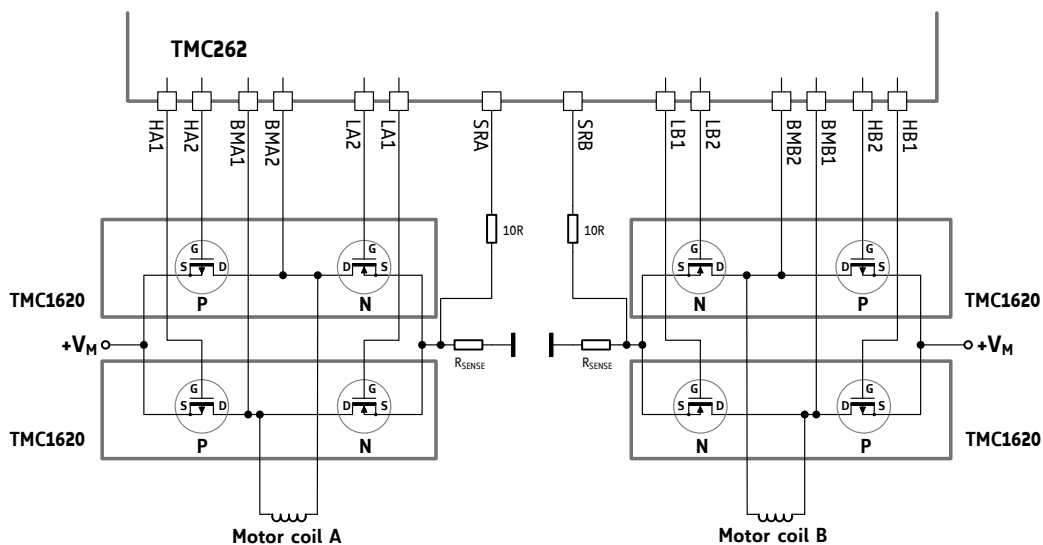 TMC262
HA1
HA2
BMA1
BMA2
LA2
LA1
SRA
SRB
LB1
LB2
BMB2
BMB1
HB2
HB1
10R
10R
G
S D
P
G
D S
N
G
S D
N
G
D S
P
TMC1620
TMC1620
+VM
RSENSE
RSENSE
+VM
G
S D
P
G
D S
N
G
S D
N
G
D S
P
TMC1620
TMC1620
Motor coil A
Motor coil B